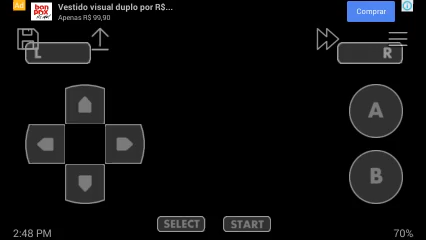 Ad
bon
prix
Vestido visual duplo por R$...
Apenas R$ 99,90
Comprar
L
R
A
B
SELECT
START
2:48 PM
70%